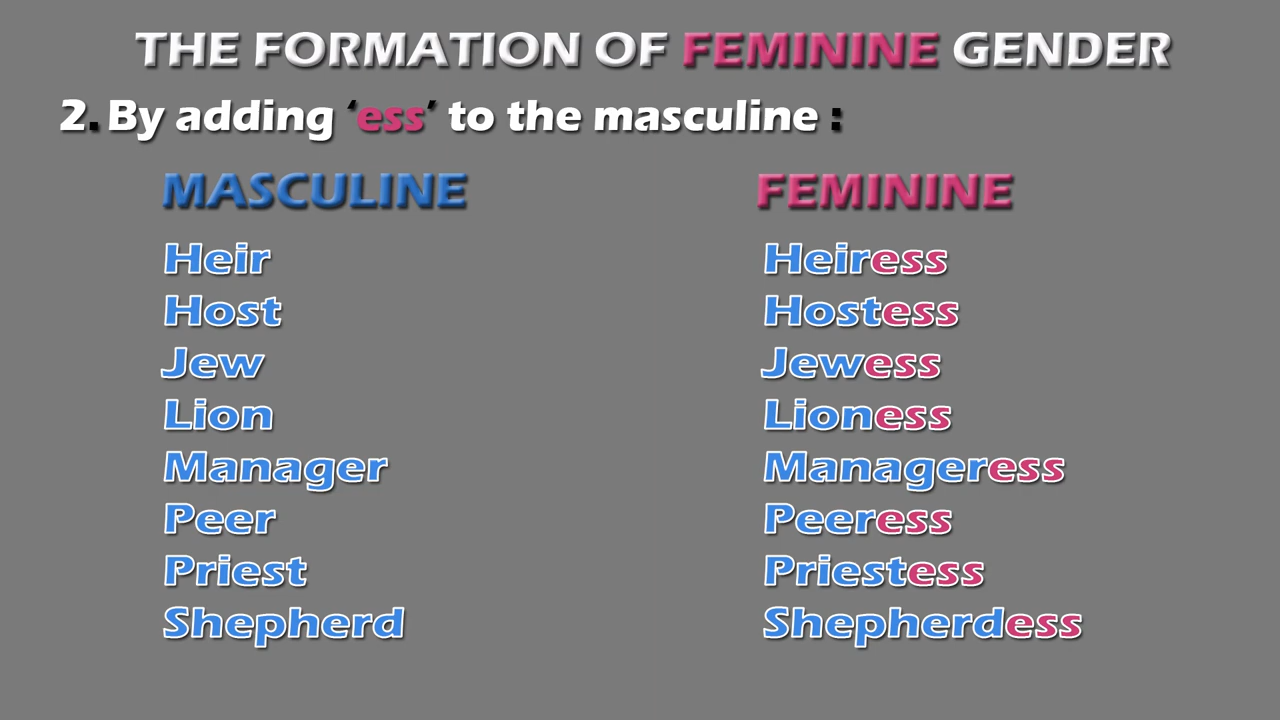 THE FORMATION OF FEMININE GENDER
2. By adding ‘ess’ to the masculine :
MASCULINE FEMININE
Heir Heiress
Host Hostess
Jew Jewess
Lion Lioness
Manager Manageress
Peer Peeress
Priest Priestess
Shepherd Shepherdess